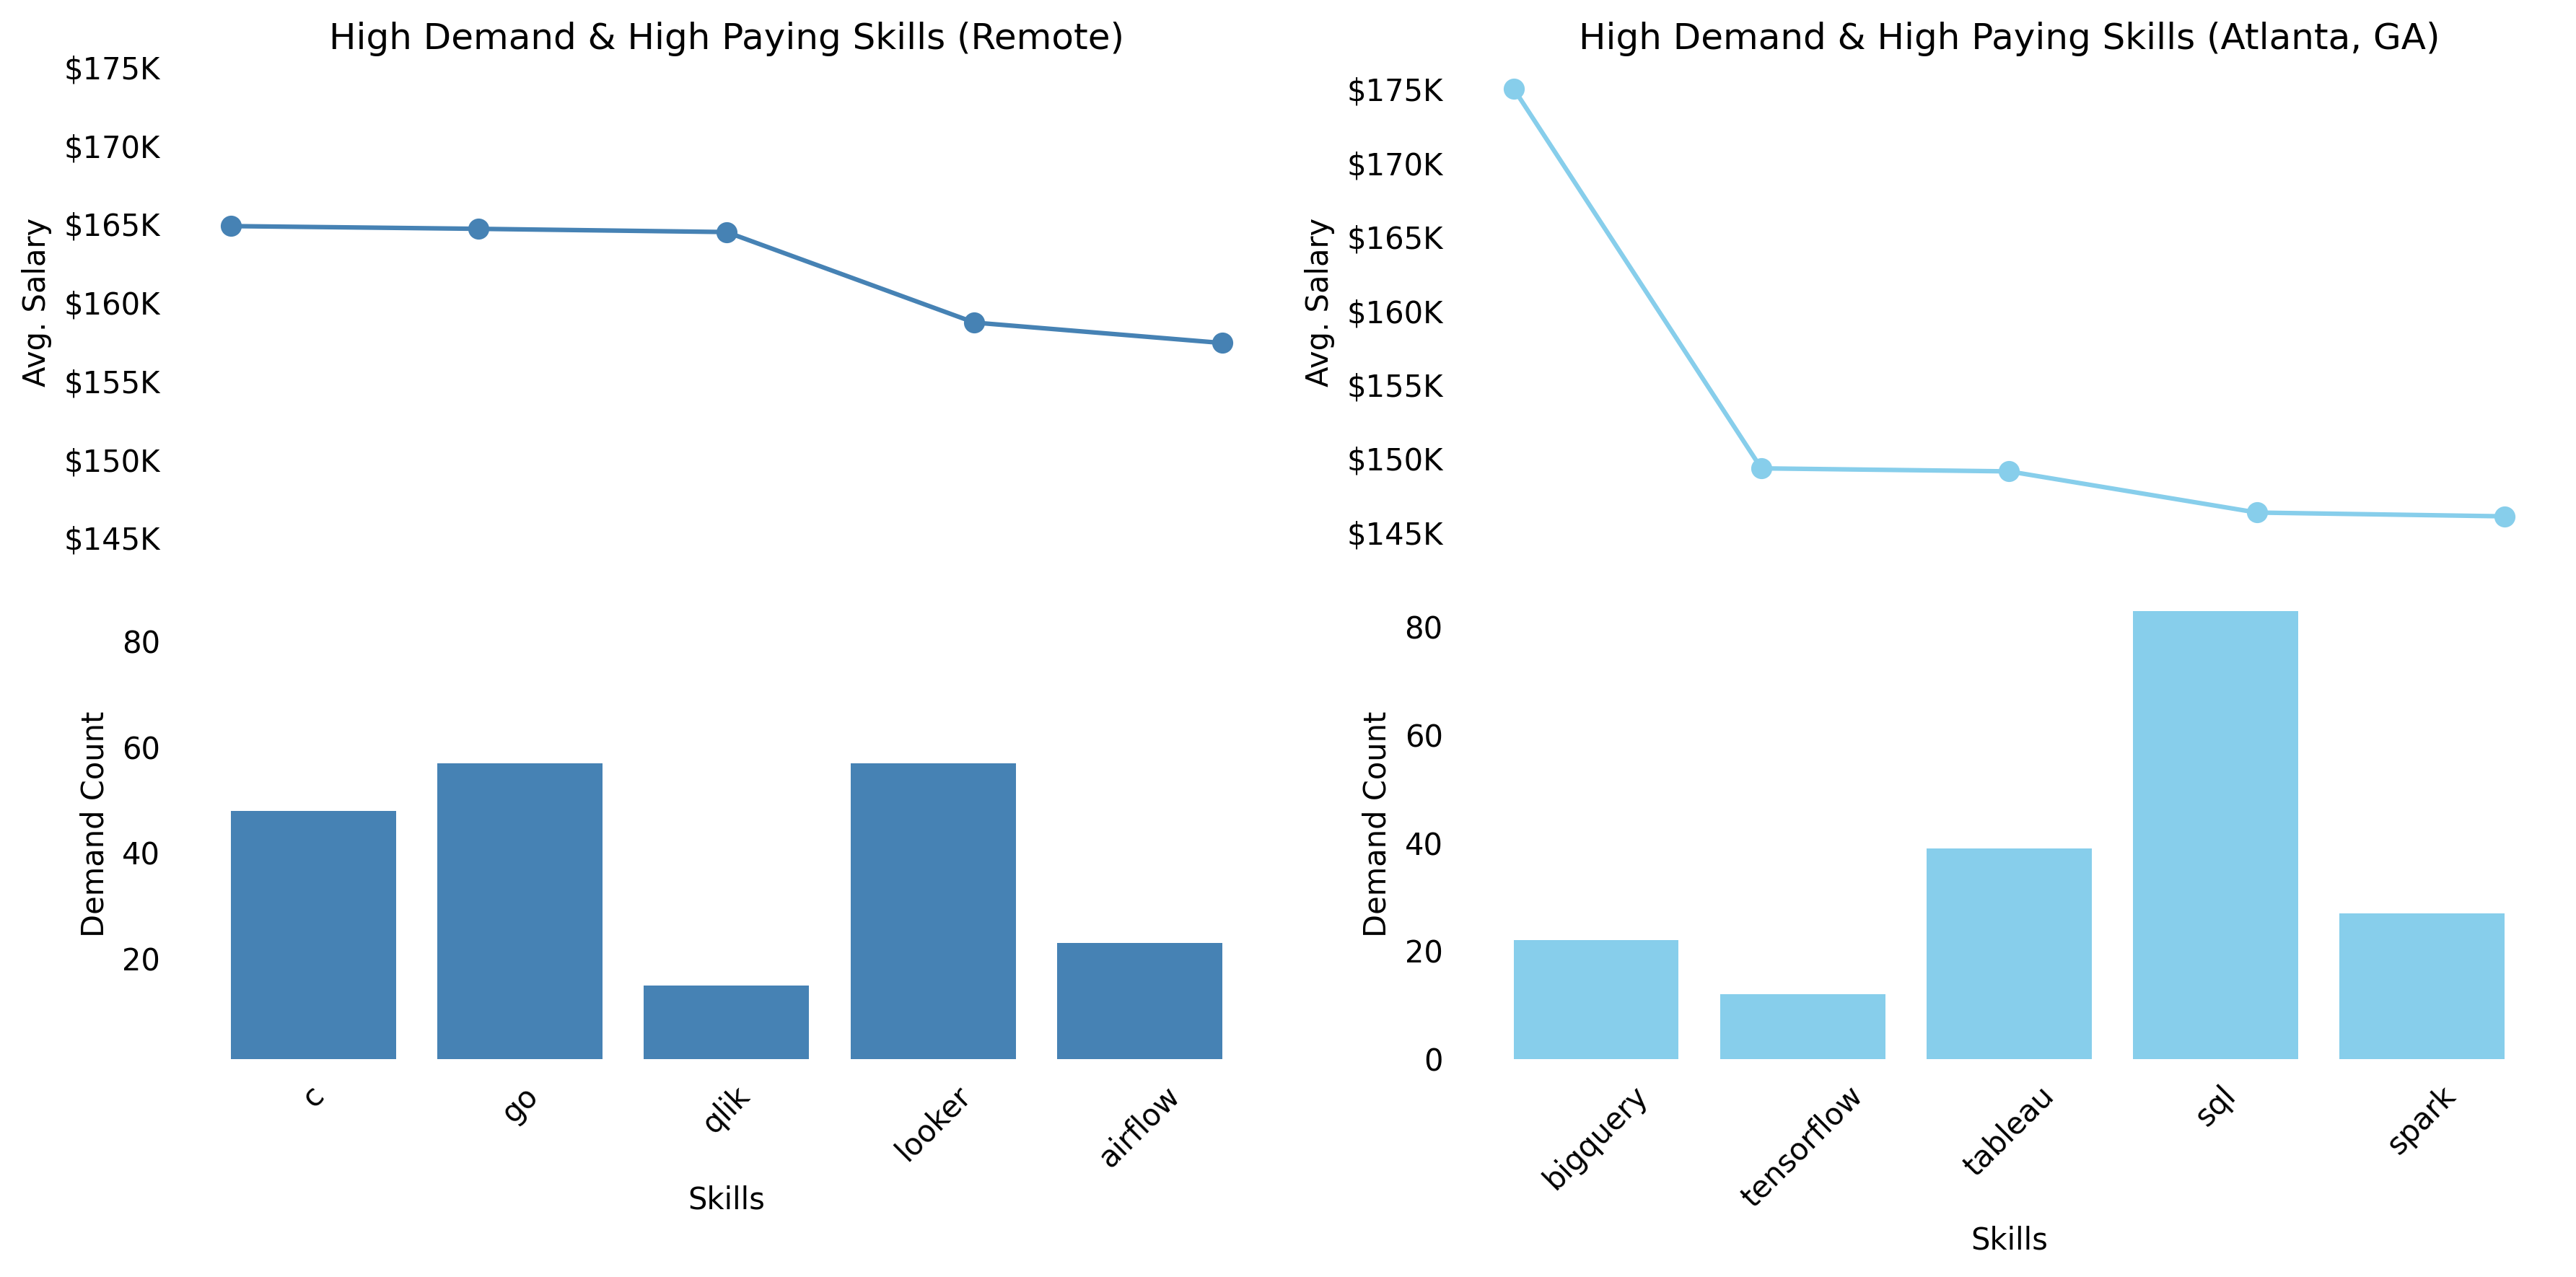 High Demand & High Paying Skills (Remote)
$175K
$170K
$165K
$160K
$155K
$150K
$145K
Avg. Salary
80
60
40
20
Demand Count
c
go
qlik
looker
airflow
Skills
High Demand & High Paying Skills (Atlanta, GA)
$175K
$170K
$165K
$160K
$155K
$150K
$145K
Avg. Salary
80
60
40
20
0
Demand Count
bigquery
tensorflow
tableau
sql
spark
Skills